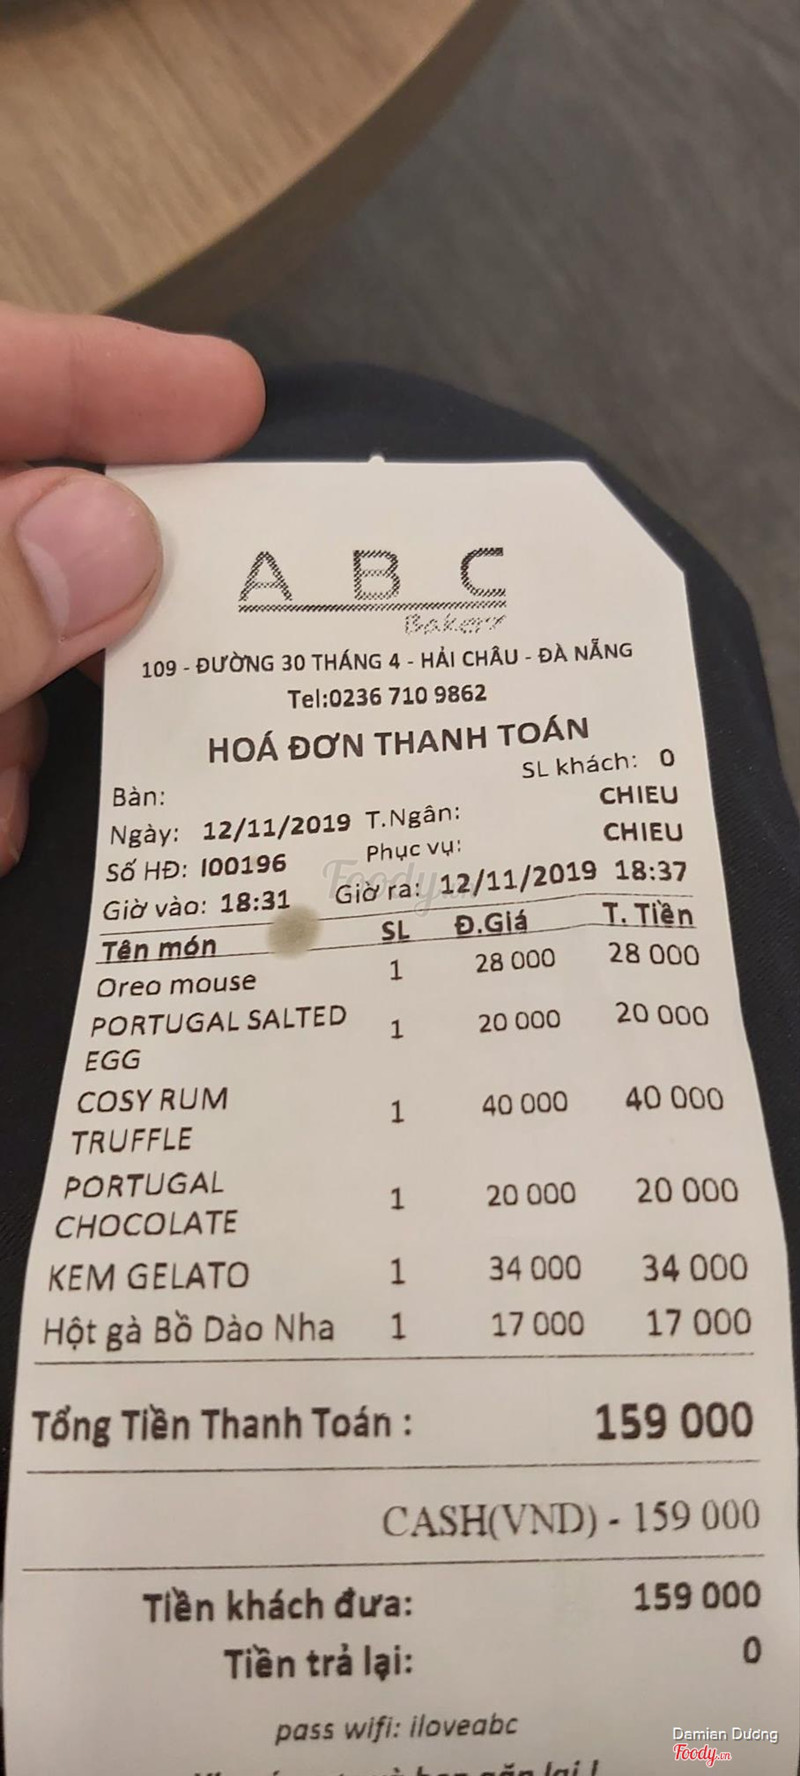 A B C
Bakery
109 - ĐƯỜNG 30 THÁNG 4 - HẢI CHÂU - ĐÀ NẴNG
Tel:0236 710 9862
HOÁ ĐƠN THANH TOÁN
Bàn: SL khách: 0
Ngày: 12/11/2019 T.Ngân: CHIEU
Số HĐ: I00196 Phục vụ: CHIEU
Giờ vào: 18:31 Giờ ra: 12/11/2019 18:37
Tên món SL Đ.Giá T. Tiền
Oreo mouse 1 28 000 28 000
PORTUGAL SALTED 1 20 000 20 000
EGG
COSY RUM 1 40 000 40 000
TRUFFLE
PORTUGAL 1 20 000 20 000
CHOCOLATE
KEM GELATO 1 34 000 34 000
Hột gà Bồ Dào Nha 1 17 000 17 000
Tổng Tiền Thanh Toán : 159 000
CASH(VND) - 159 000
Tiền khách đưa: 159 000
Tiền trả lại: 0
pass wifi: iloveabc
gặp lại !
Foody.vn
Damian Dương
Foody.vn